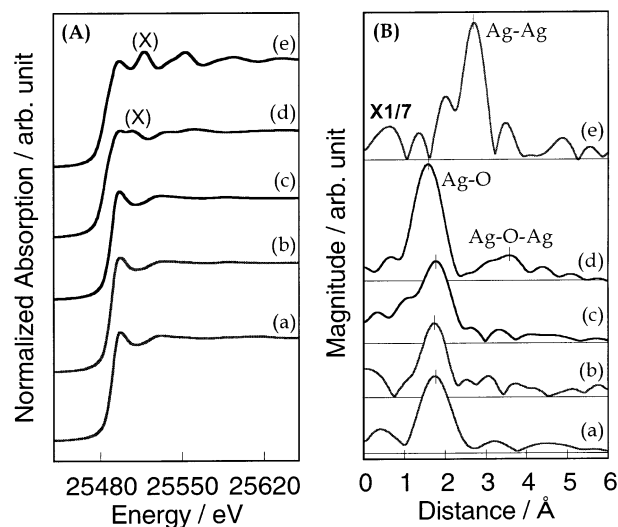 (A)
(X)
(e)
(X)
(d)
(c)
(b)
(a)
Normalized Absorption / arb. unit
25480 25550 25620
Energy / eV
(B)
Ag-Ag
X1/7
(e)
Ag-O
Ag-O-Ag
(d)
(c)
(b)
(a)
Magnitude / arb. unit
0 1 2 3 4 5 6
Distance / Å